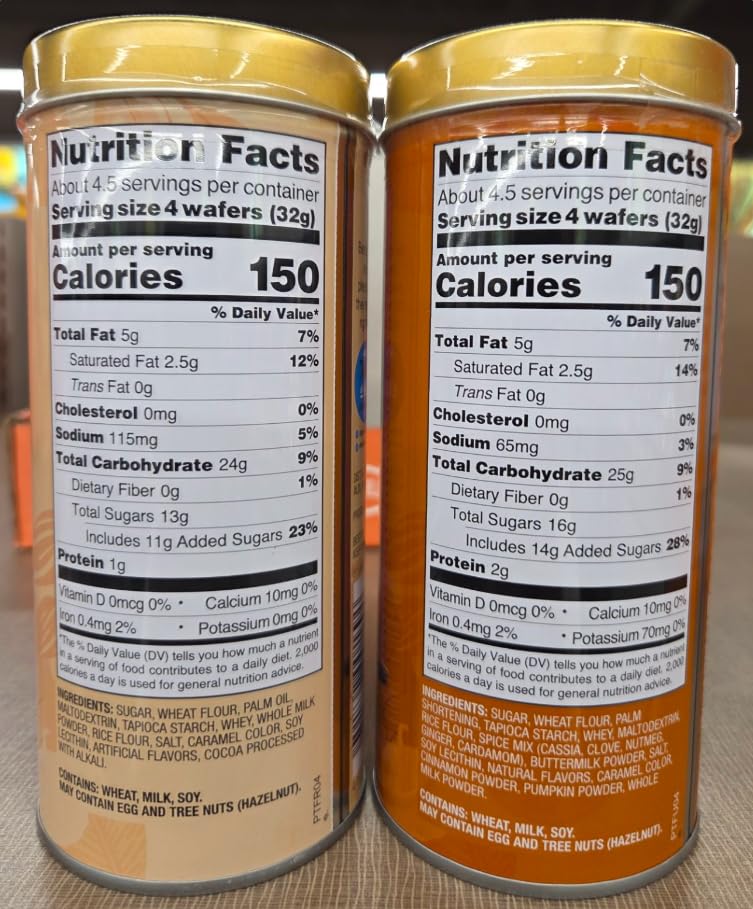 Nutrition Facts
About 4.5 servings per container
Serving size 4 wafers (32g)
Amount per serving
Calories 150
% Daily Value*
Total Fat 5g 7%
Saturated Fat 2.5g 12%
Trans Fat 0g
Cholesterol 0mg 0%
Sodium 115mg 5%
Total Carbohydrate 24g 9%
Dietary Fiber 0g 1%
Total Sugars 13g
Includes 11g Added Sugars 23%
Protein 1g
Vitamin D 0mcg 0% • Calcium 10mg 0%
Iron 0.4mg 2% • Potassium 0mg 0%
*The % Daily Value (DV) tells you how much a nutrient
in a serving of food contributes to a daily diet. 2,000
calories a day is used for general nutrition advice.
INGREDIENTS: SUGAR, WHEAT FLOUR, PALM OIL,
MALTODEXTRIN, TAPIOCA STARCH, WHEY, WHOLE MILK
POWDER, RICE FLOUR, SALT, CARAMEL COLOR, SOY
LECITHIN, ARTIFICIAL FLAVORS, COCOA PROCESSED
WITH ALKALI.
CONTAINS: WHEAT, MILK, SOY.
MAY CONTAIN EGG AND TREE NUTS (HAZELNUT).
PTFR04
Nutrition Facts
About 4.5 servings per container
Serving size 4 wafers (32g)
Amount per serving
Calories 150
% Daily Value*
Total Fat 5g 7%
Saturated Fat 2.5g 14%
Trans Fat 0g
Cholesterol 0mg 0%
Sodium 65mg 3%
Total Carbohydrate 25g 9%
Dietary Fiber 0g 1%
Total Sugars 16g
Includes 14g Added Sugars 28%
Protein 2g
Vitamin D 0mcg 0% • Calcium 10mg 0%
Iron 0.4mg 2% • Potassium 70mg 0%
*The % Daily Value (DV) tells you how much a nutrient
in a serving of food contributes to a daily diet. 2,000
calories a day is used for general nutrition advice.
INGREDIENTS: SUGAR, WHEAT FLOUR, PALM
SHORTENING, TAPIOCA STARCH, WHEY, MALTODEXTRIN,
RICE FLOUR, SPICE MIX (CASSIA, CLOVE, NUTMEG,
GINGER, CARDAMOM), BUTTERMILK POWDER, SALT,
SOY LECITHIN, NATURAL FLAVORS, CARAMEL COLOR,
CINNAMON POWDER, PUMPKIN POWDER, WHOLE
MILK POWDER.
CONTAINS: WHEAT, MILK, SOY.
MAY CONTAIN EGG AND TREE NUTS (HAZELNUT).
PTFU04